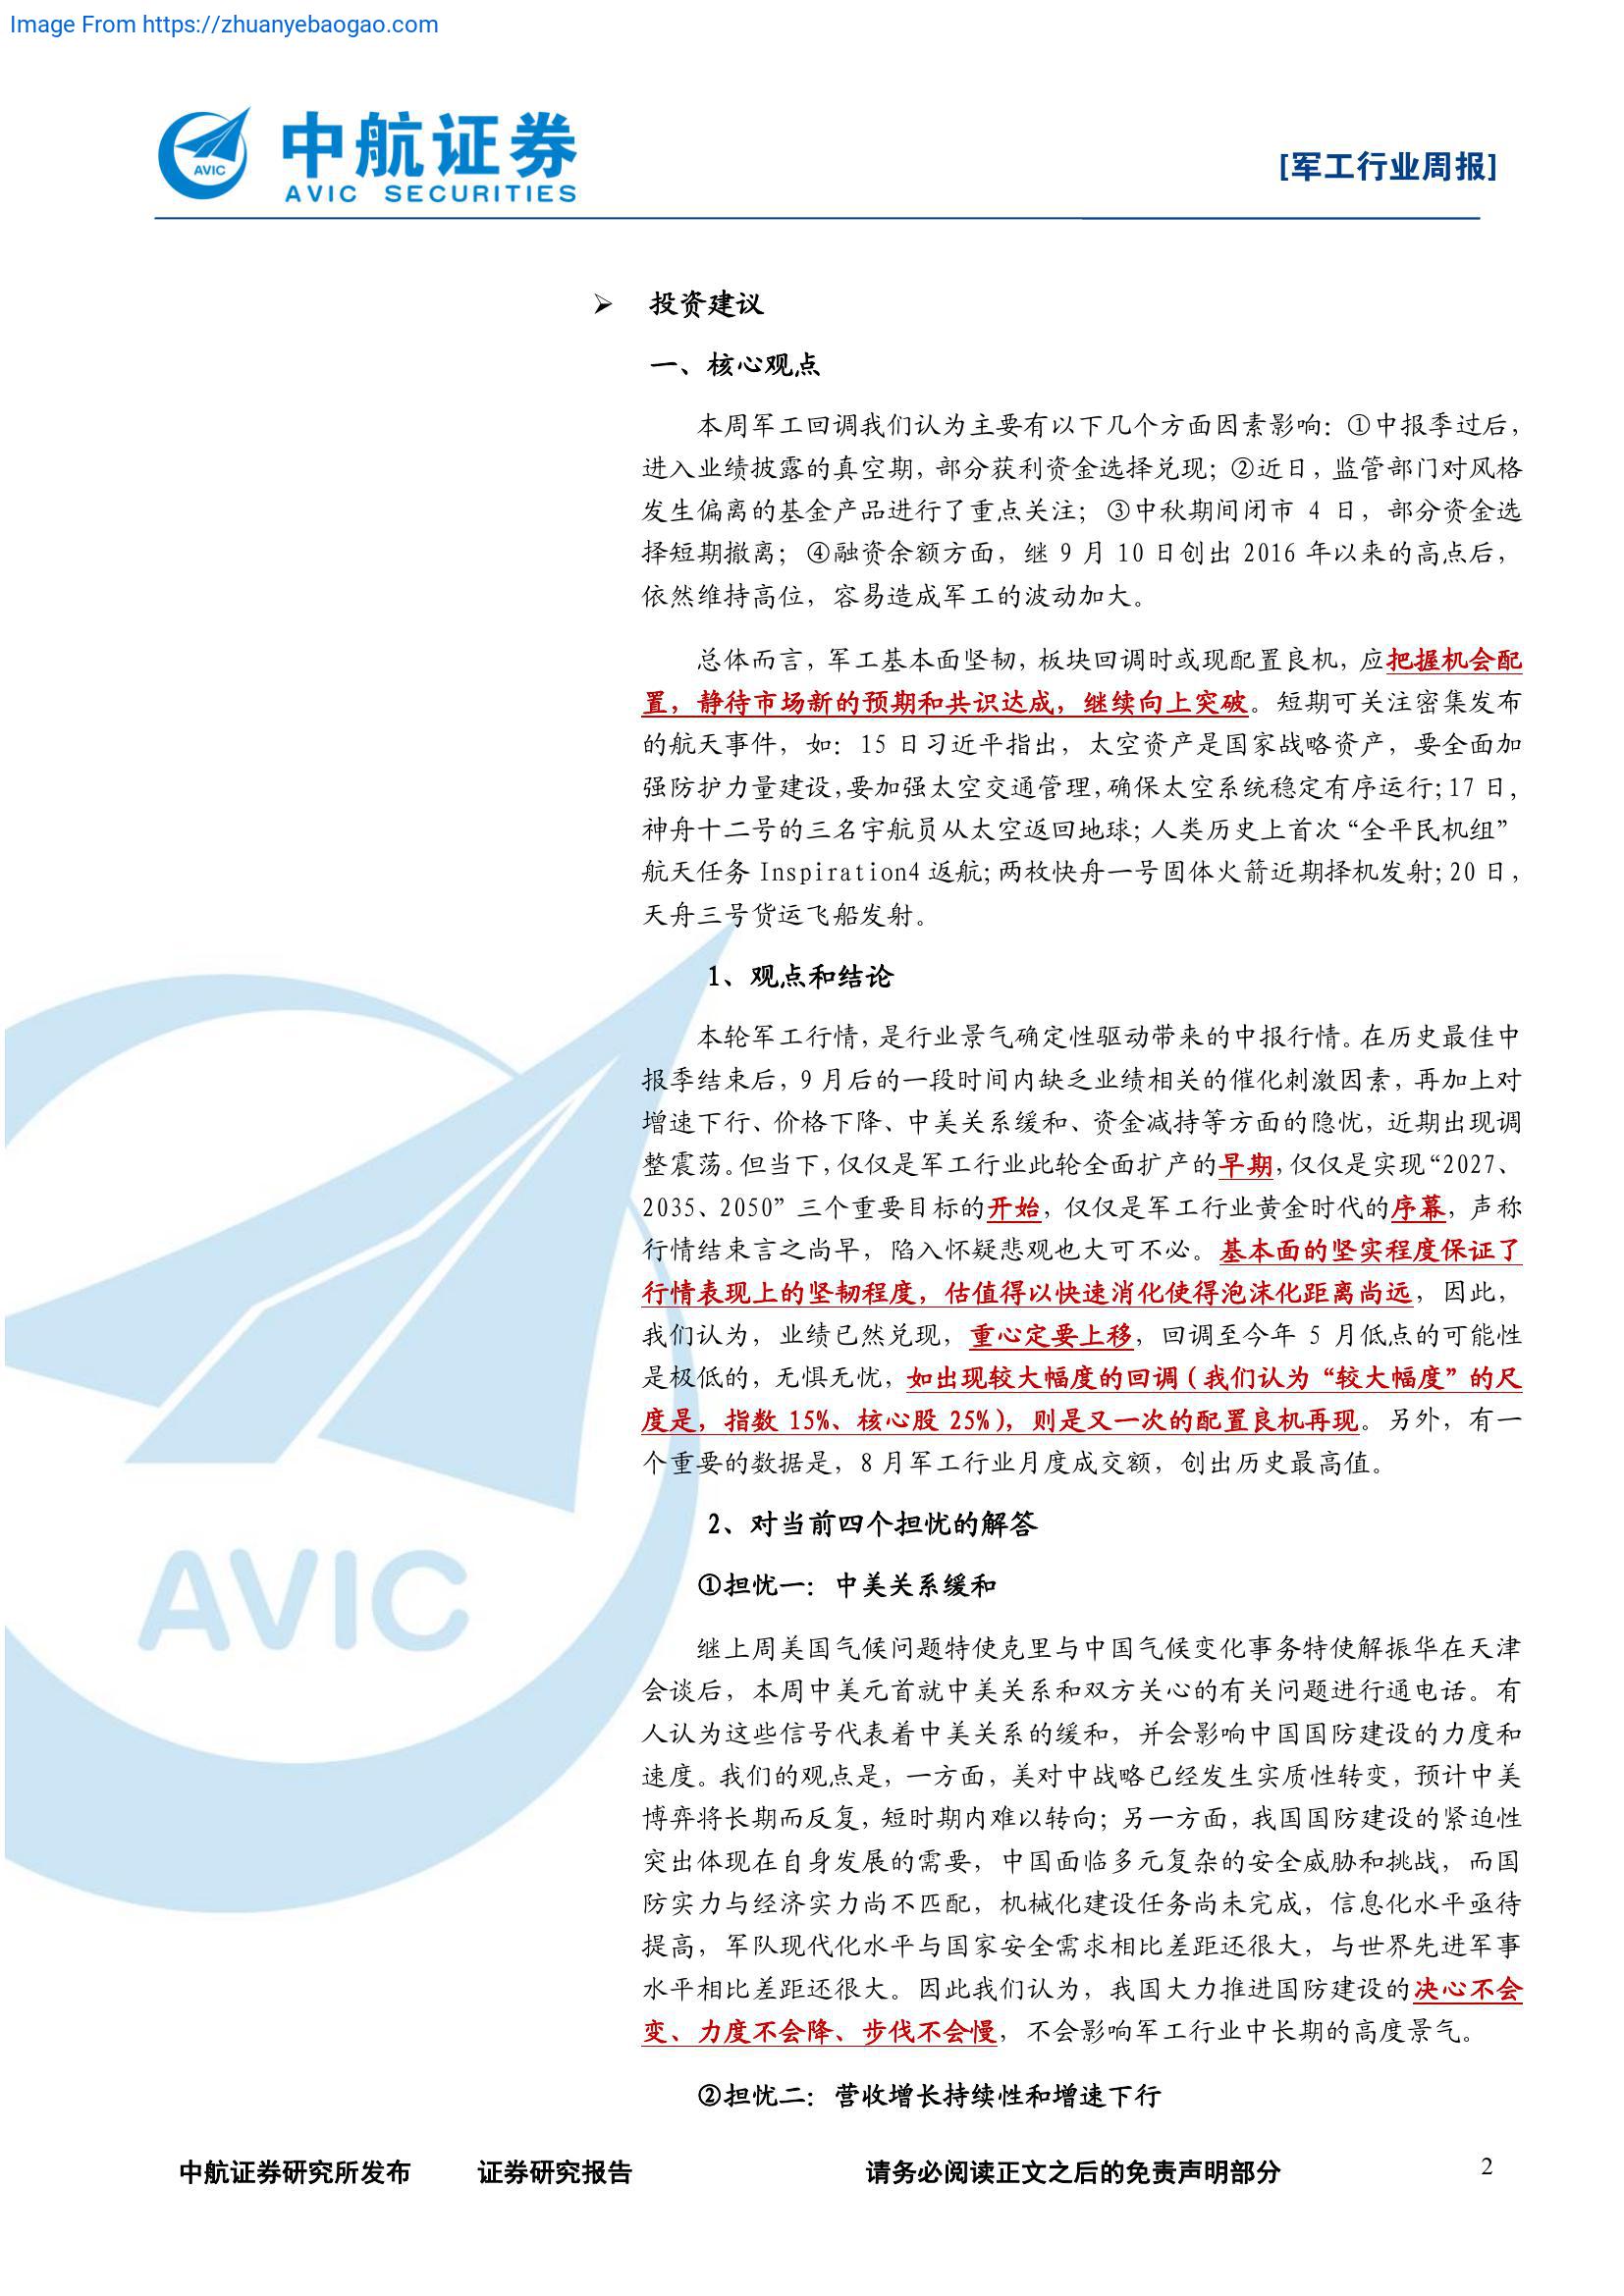 Image From https://zhuanyebaogao.com
AVIC
中航证券
AVIC SECURITIES
[军工行业周报]
➢ 投资建议
一、核心观点
本周军工回调我们认为主要有以下几个方面因素影响：①中报季过后，
进入业绩披露的真空期，部分获利资金选择兑现；②近日，监管部门对风格
发生偏离的基金产品进行了重点关注；③中秋期间闭市 4 日，部分资金选
择短期撤离；④融资余额方面，继 9 月 10 日创出 2016 年以来的高点后，
依然维持高位，容易造成军工的波动加大。
总体而言，军工基本面坚韧，板块回调时或现配置良机，应把握机会配
置，静待市场新的预期和共识达成，继续向上突破。短期可关注密集发布
的航天事件，如：15 日习近平指出，太空资产是国家战略资产，要全面加
强防护力量建设，要加强太空交通管理，确保太空系统稳定有序运行；17 日，
神舟十二号的三名宇航员从太空返回地球；人类历史上首次“全平民机组”
航天任务 Inspiration4 返航；两枚快舟一号固体火箭近期择机发射；20 日，
天舟三号货运飞船发射。
1、观点和结论
本轮军工行情，是行业景气确定性驱动带来的中报行情。在历史最佳中
报季结束后，9 月后的一段时间内缺乏业绩相关的催化刺激因素，再加上对
增速下行、价格下降、中美关系缓和、资金减持等方面的隐忧，近期出现调
整震荡。但当下，仅仅是军工行业此轮全面扩产的早期，仅仅是实现“2027、
2035、2050”三个重要目标的开始，仅仅是军工行业黄金时代的序幕，声称
行情结束言之尚早，陷入怀疑悲观也大可不必。基本面的坚实程度保证了
行情表现上的坚韧程度，估值得以快速消化使得泡沫化距离尚远，因此，
我们认为，业绩已然兑现，重心定要上移，回调至今年 5 月低点的可能性
是极低的，无惧无忧，如出现较大幅度的回调（我们认为“较大幅度”的尺
度是，指数 15%、核心股 25%），则是又一次的配置良机再现。另外，有一
个重要的数据是，8 月军工行业月度成交额，创出历史最高值。
2、对当前四个担忧的解答
①担忧一：中美关系缓和
继上周美国气候问题特使克里与中国气候变化事务特使解振华在天津
会谈后，本周中美元首就中美关系和双方关心的有关问题进行通电话。有
人认为这些信号代表着中美关系的缓和，并会影响中国国防建设的力度和
速度。我们的观点是，一方面，美对中战略已经发生实质性转变，预计中美
博弈将长期而反复，短时期内难以转向；另一方面，我国国防建设的紧迫性
突出体现在自身发展的需要，中国面临多元复杂的安全威胁和挑战，而国
防实力与经济实力尚不匹配，机械化建设任务尚未完成，信息化水平亟待
提高，军队现代化水平与国家安全需求相比差距还很大，与世界先进军事
水平相比差距还很大。因此我们认为，我国大力推进国防建设的决心不会
变、力度不会降、步伐不会慢，不会影响军工行业中长期的高度景气。
②担忧二：营收增长持续性和增速下行
AVIC
中航证券研究所发布 证券研究报告 请务必阅读正文之后的免责声明部分 2